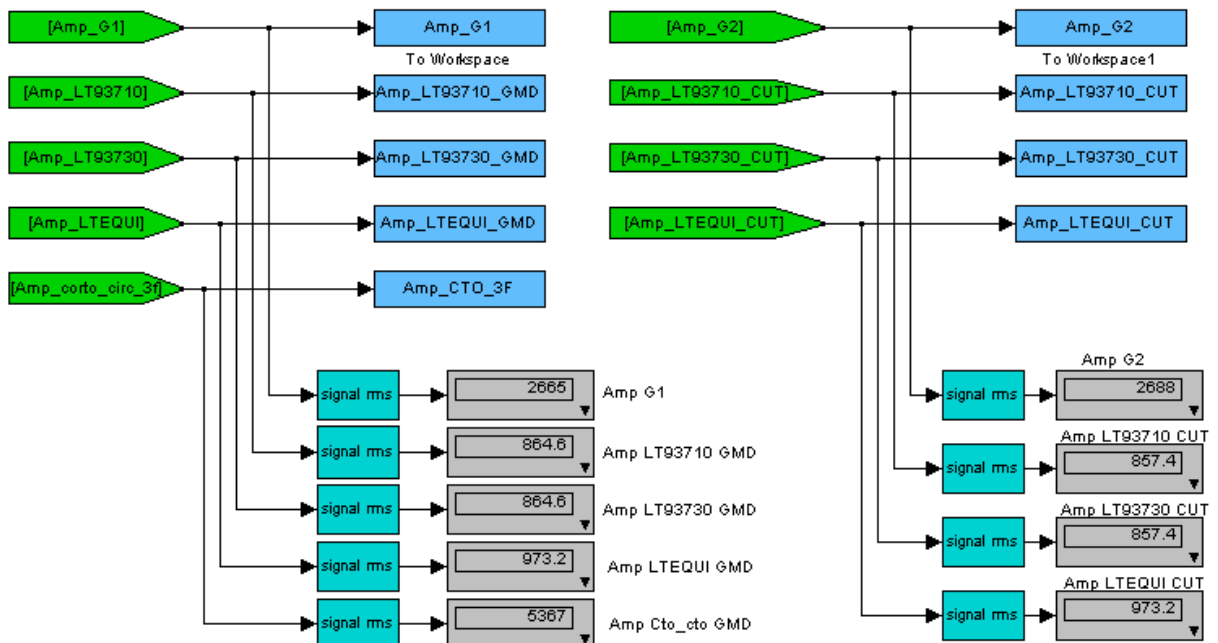 [Amp_G1]
Amp_G1
To Workspace
[Amp_LT93710]
Amp_LT93710_GMD
[Amp_LT93730]
Amp_LT93730_GMD
[Amp_LTEQUI]
Amp_LTEQUI_GMD
[Amp_corto_circ_3f]
Amp_CTO_3F
signal rms
2665
Amp G1
signal rms
864.6
Amp LT93710 GMD
signal rms
864.6
Amp LT93730 GMD
signal rms
973.2
Amp LTEQUI GMD
signal rms
5367
Amp Cto_cto GMD
[Amp_G2]
Amp_G2
To Workspace1
[Amp_LT93710_CUT]
Amp_LT93710_CUT
[Amp_LT93730_CUT]
Amp_LT93730_CUT
[Amp_LTEQUI_CUT]
Amp_LTEQUI_CUT
Amp G2
signal rms
2688
Amp LT93710 CUT
signal rms
857.4
Amp LT93730 CUT
signal rms
857.4
Amp LTEQUI CUT
signal rms
973.2